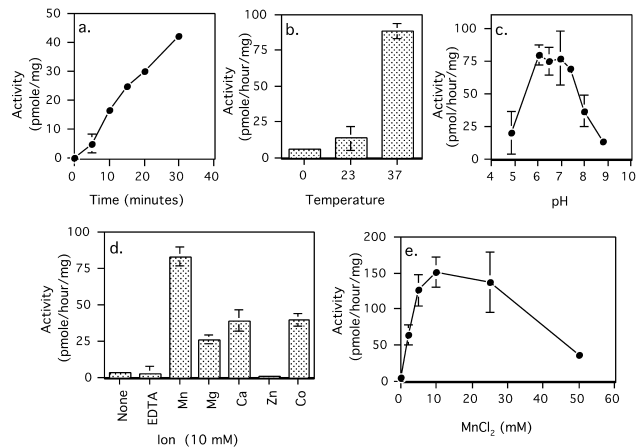 a.
50
40
30
20
10
0
Activity
(pmole/mg)
0 10 20 30 40
Time (minutes)
b.
100
75
50
25
0
Activity
(pmole/hour/mg)
0 23 37
Temperature
c.
100
75
50
25
0
Activity
(pmol/hour/mg)
4 5 6 7 8 9 10
pH
d.
100
75
50
25
0
Activity
(pmole/hour/mg)
None EDTA Mn Mg Ca Zn Co
Ion (10 mM)
e.
200
150
100
50
0
Activity
(pmole/hour/mg)
0 10 20 30 40 50 60
MnCl₂ (mM)